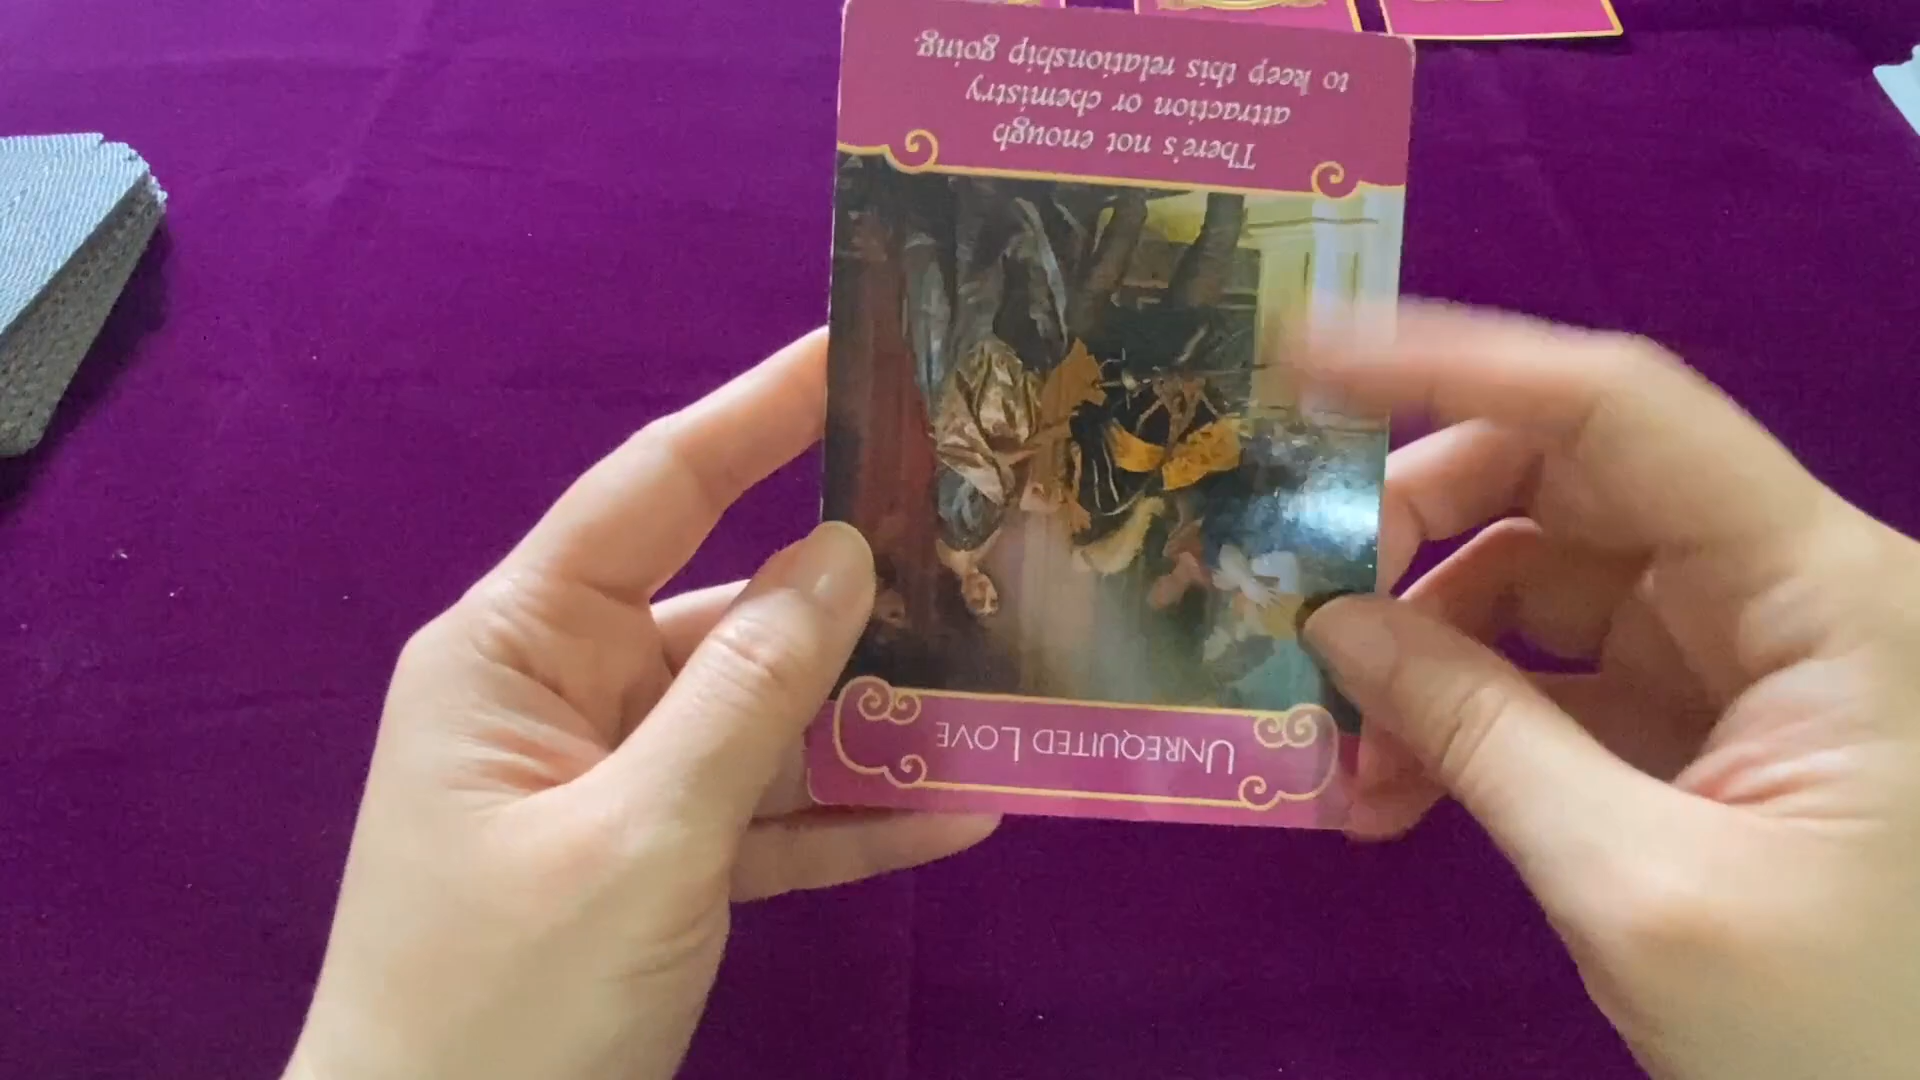 UNREQUITED LOVE
There's not enough
attraction or chemistry
to keep this relationship going.